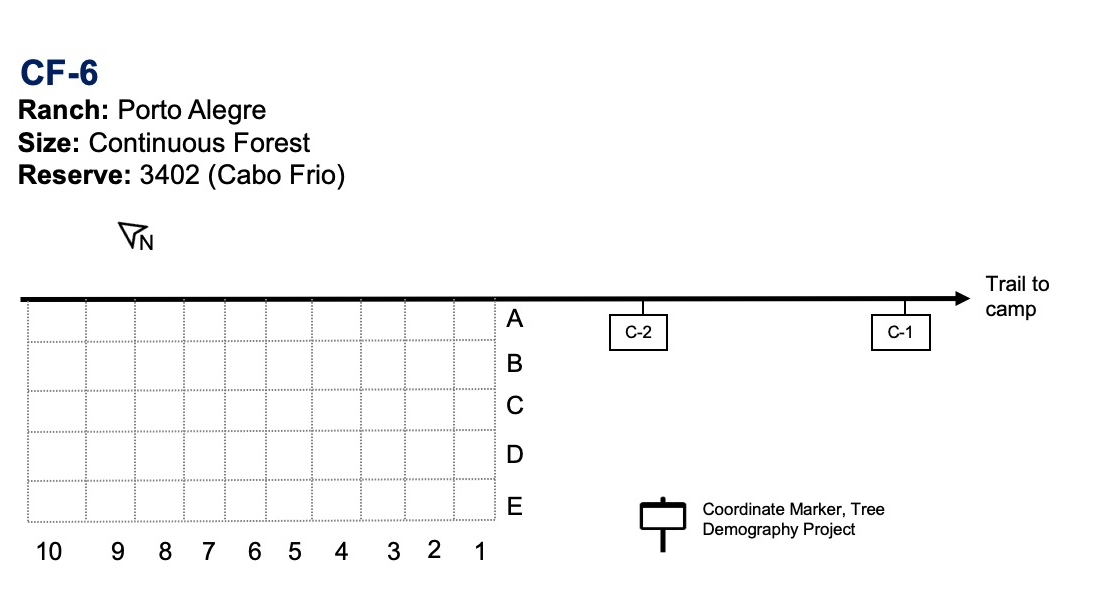 CF-6
Ranch: Porto Alegre
Size: Continuous Forest
Reserve: 3402 (Cabo Frio)
N
Trail to
camp
A
C-2
C-1
B
C
D
E
Coordinate Marker, Tree
Demography Project
10 9 8 7 6 5 4 3 2 1